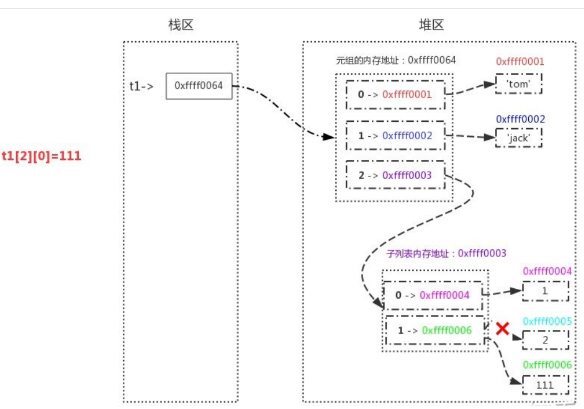 栈区
堆区
元组的内存地址：0xffff0064
0xffff0001
t1->
0xffff0064
0 -> 0xffff0001
'tom'
0xffff0002
1 -> 0xffff0002
'jack'
t1[2][0]=111
2 -> 0xffff0003
子列表内存地址：0xffff0003
0xffff0004
0 -> 0xffff0004
1
0xffff0005
1 -> 0xffff0006
2
0xffff0006
111